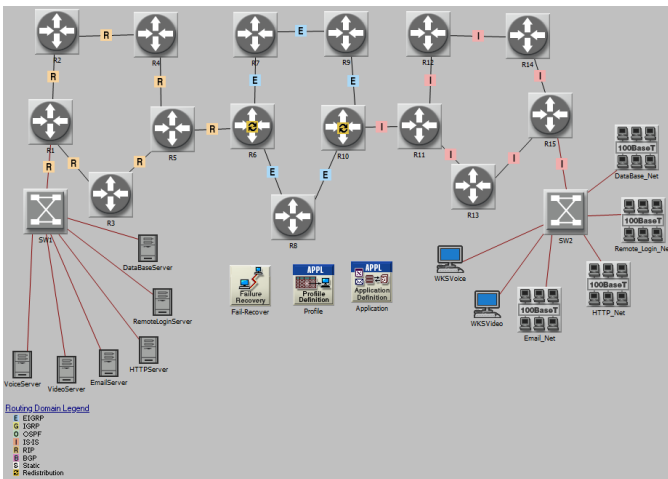 R2
R4
R7
R9
R12
R14
R R E I
R R E E I I
R1
R5
R6
R10
R11
R15
R R I
R R R I I I
R3
E E
R8
R13
SW1
SW2
100BaseT
DataBase_Net
100BaseT
Remote_Login_Ne
100BaseT
HTTP_Net
100BaseT
Email_Net
WKSVoice
WKSVideo
DataBaseServer
RemoteLoginServer
HTTPServer
EmailServer
VideoServer
VoiceServer
Failure
Recovery
Fail-Recover
APPL
Profile
Definition
Profile
APPL
Application
Definition
Application
Routing Domain Legend
E EIGRP
G IGRP
O OSPF
I IS-IS
R RIP
B BGP
S Static
Redistribution